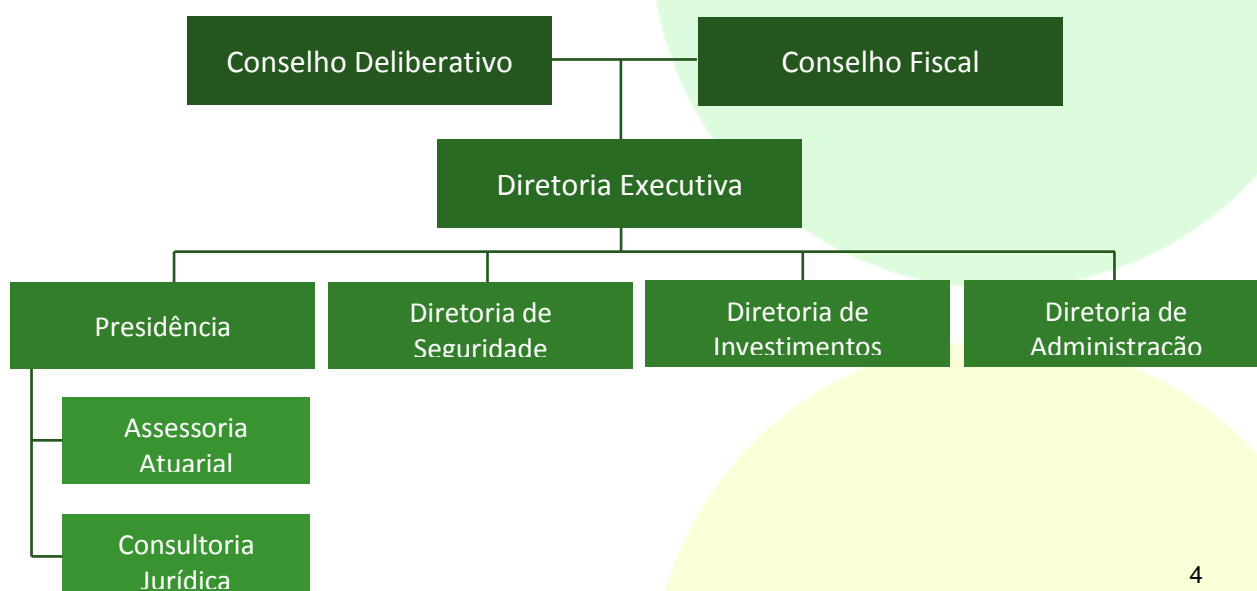 Conselho Deliberativo
Conselho Fiscal
Diretoria Executiva
Presidência
Diretoria de
Seguridade
Diretoria de
Investimentos
Diretoria de
Administração
Assessoria
Atuarial
Consultoria
Jurídica
4